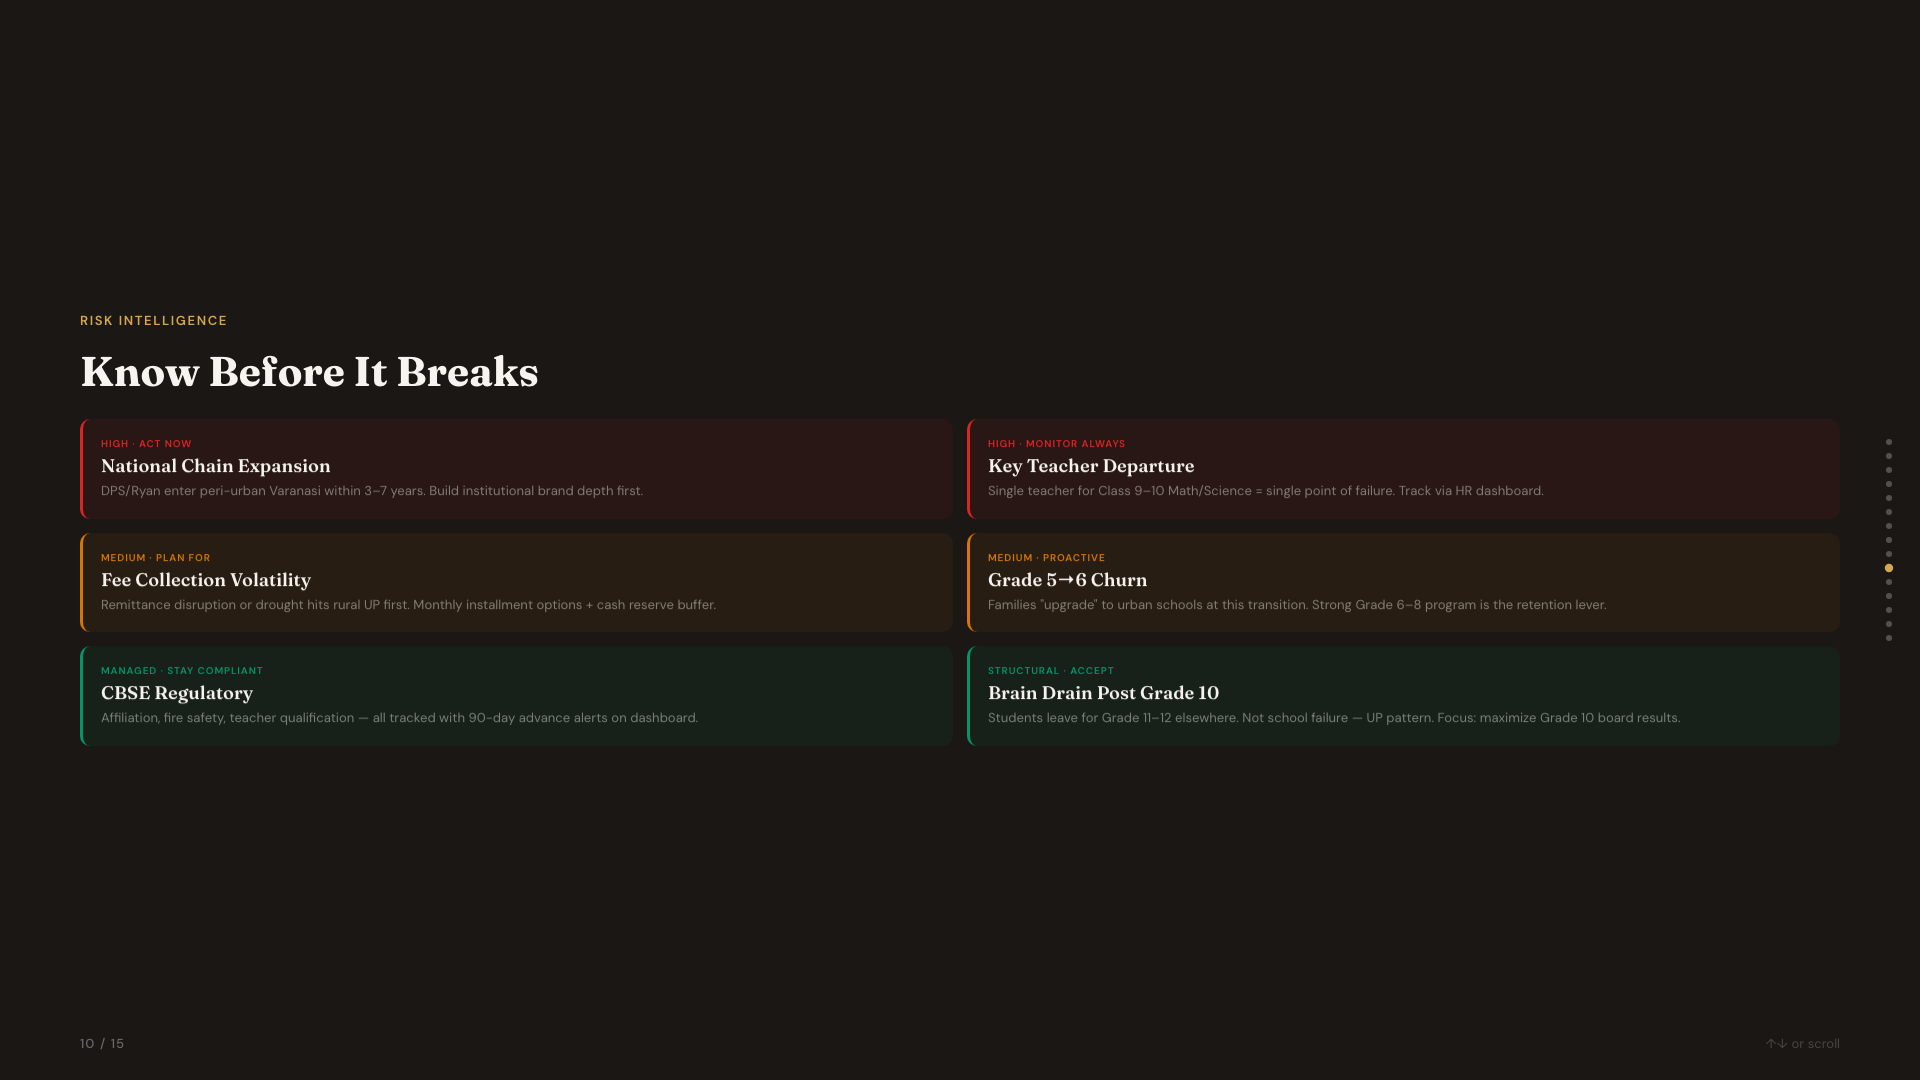 RISK INTELLIGENCE
Know Before It Breaks
HIGH · ACT NOW
National Chain Expansion
DPS/Ryan enter peri-urban Varanasi within 3–7 years. Build institutional brand depth first.
HIGH · MONITOR ALWAYS
Key Teacher Departure
Single teacher for Class 9–10 Math/Science = single point of failure. Track via HR dashboard.
MEDIUM · PLAN FOR
Fee Collection Volatility
Remittance disruption or drought hits rural UP first. Monthly installment options + cash reserve buffer.
MEDIUM · PROACTIVE
Grade 5→6 Churn
Families "upgrade" to urban schools at this transition. Strong Grade 6–8 program is the retention lever.
MANAGED · STAY COMPLIANT
CBSE Regulatory
Affiliation, fire safety, teacher qualification — all tracked with 90-day advance alerts on dashboard.
STRUCTURAL · ACCEPT
Brain Drain Post Grade 10
Students leave for Grade 11–12 elsewhere. Not school failure — UP pattern. Focus: maximize Grade 10 board results.
10 / 15
↑↓ or scroll